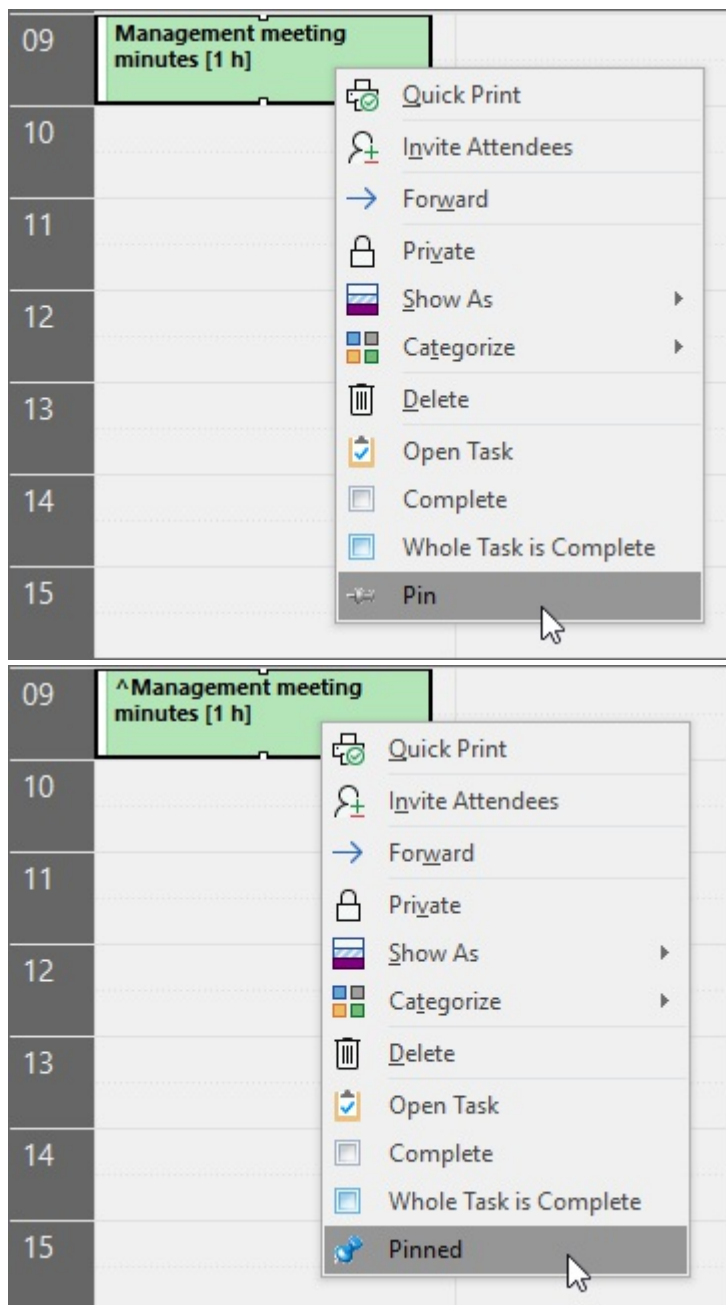 09
Management meeting
minutes [1 h]
Quick Print
10
Invite Attendees
Forward
11
Private
Show As
12
Categorize
13
Delete
Open Task
14
Complete
Whole Task is Complete
15
Pin
09
^Management meeting
minutes [1 h]
Quick Print
10
Invite Attendees
Forward
11
Private
Show As
12
Categorize
13
Delete
Open Task
14
Complete
Whole Task is Complete
15
Pinned